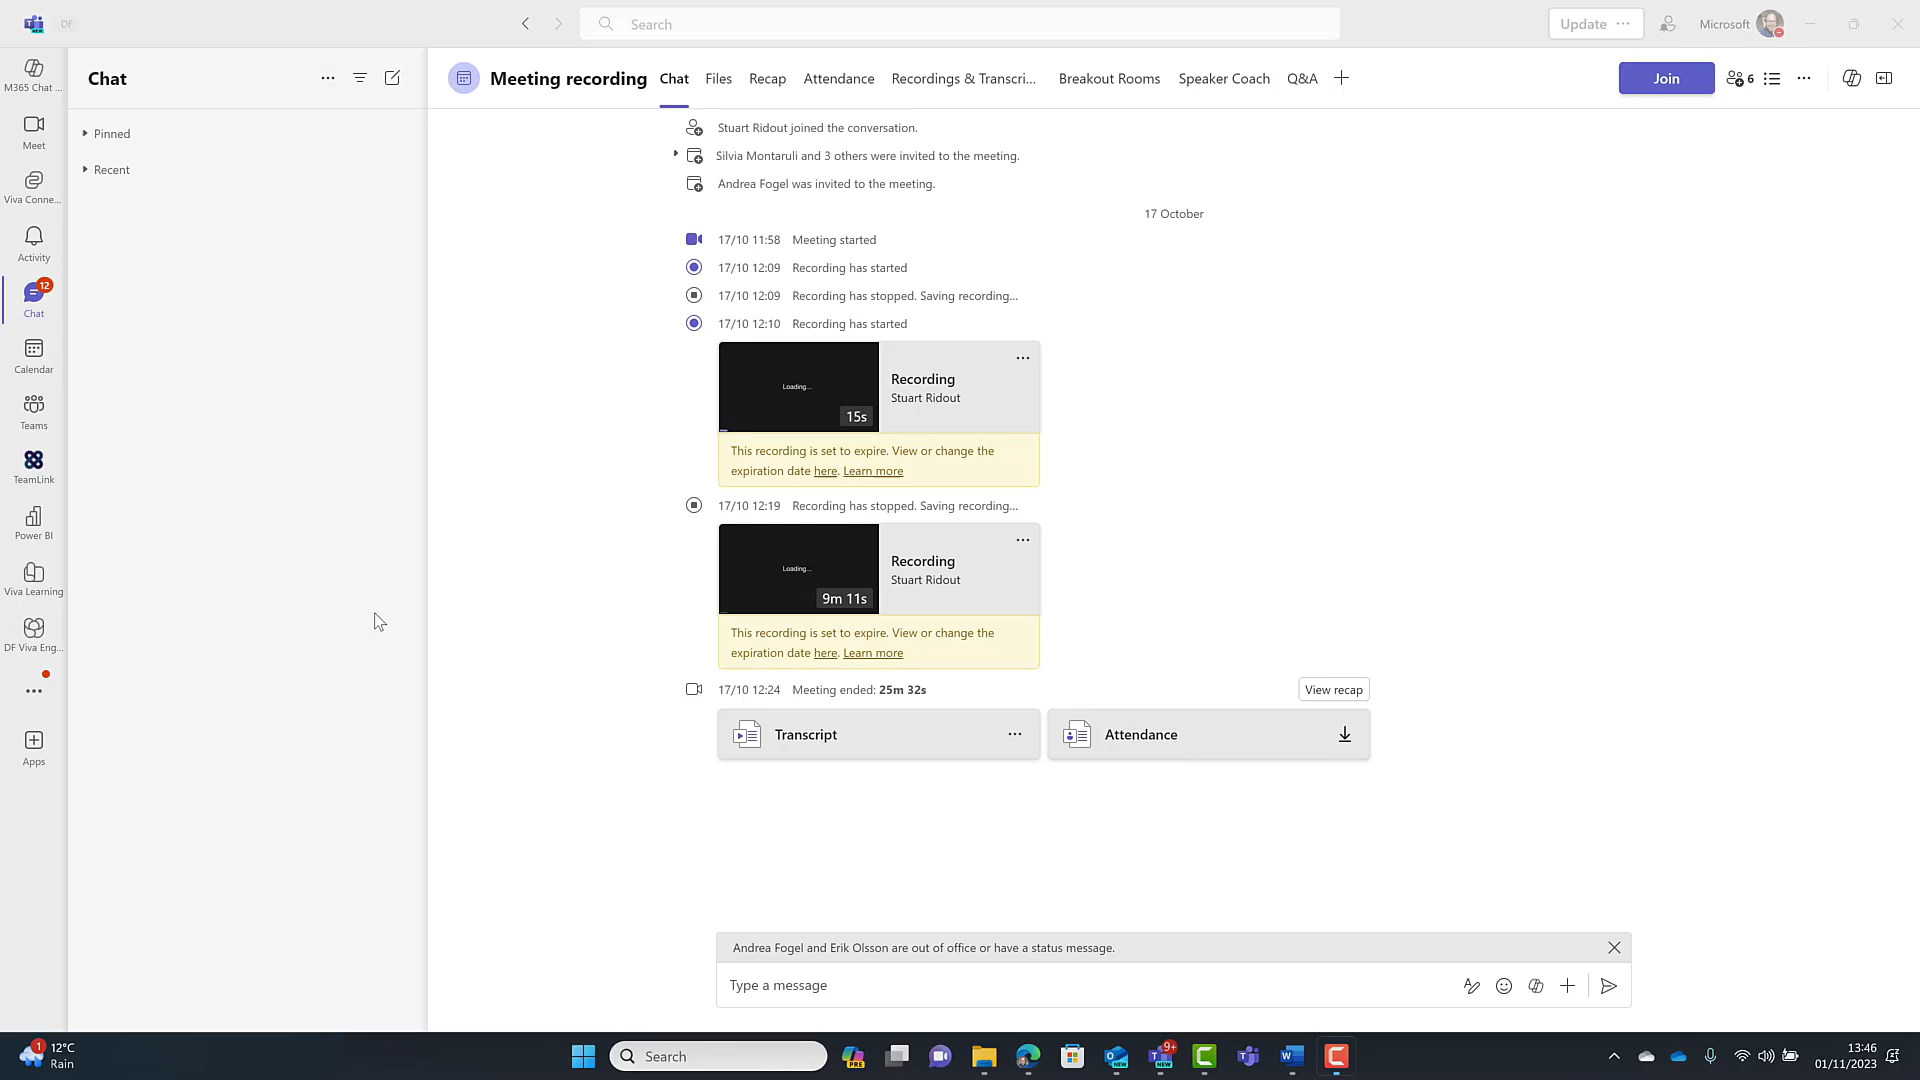 DF
Search
Update
Microsoft
M365 Chat ...
Meet
Viva Conne...
Activity
12
Chat
Calendar
Teams
TeamLink
Power BI
Viva Learning
DF Viva Eng...
Apps
Chat
Pinned
Recent
Meeting recording
Chat
Files
Recap
Attendance
Recordings & Transcri...
Breakout Rooms
Speaker Coach
Q&A
Join
6
Stuart Ridout joined the conversation.
Silvia Montaruli and 3 others were invited to the meeting.
Andrea Fogel was invited to the meeting.
17 October
17/10 11:58 Meeting started
17/10 12:09 Recording has started
17/10 12:09 Recording has stopped. Saving recording...
17/10 12:10 Recording has started
Loading...
15s
Recording
Stuart Ridout
This recording is set to expire. View or change the
expiration date here. Learn more
17/10 12:19 Recording has stopped. Saving recording...
Loading...
9m 11s
Recording
Stuart Ridout
This recording is set to expire. View or change the
expiration date here. Learn more
17/10 12:24 Meeting ended: 25m 32s
View recap
Transcript
Attendance
Andrea Fogel and Erik Olsson are out of office or have a status message.
Type a message
1
12°C
Rain
Search
PRE
NEW
9+
NEW
13:46
01/11/2023